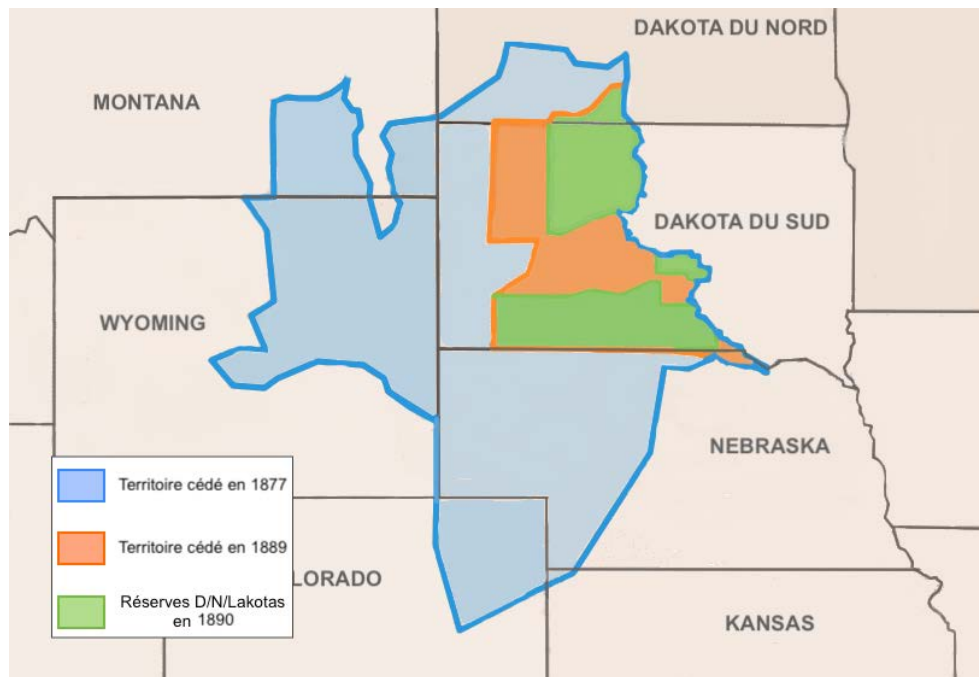 DAKOTA DU NORD
MONTANA
DAKOTA DU SUD
WYOMING
NEBRASKA
Territoire cédé en 1877
Territoire cédé en 1889
Réserves D/N/Lakotas
en 1890
LORADO
KANSAS